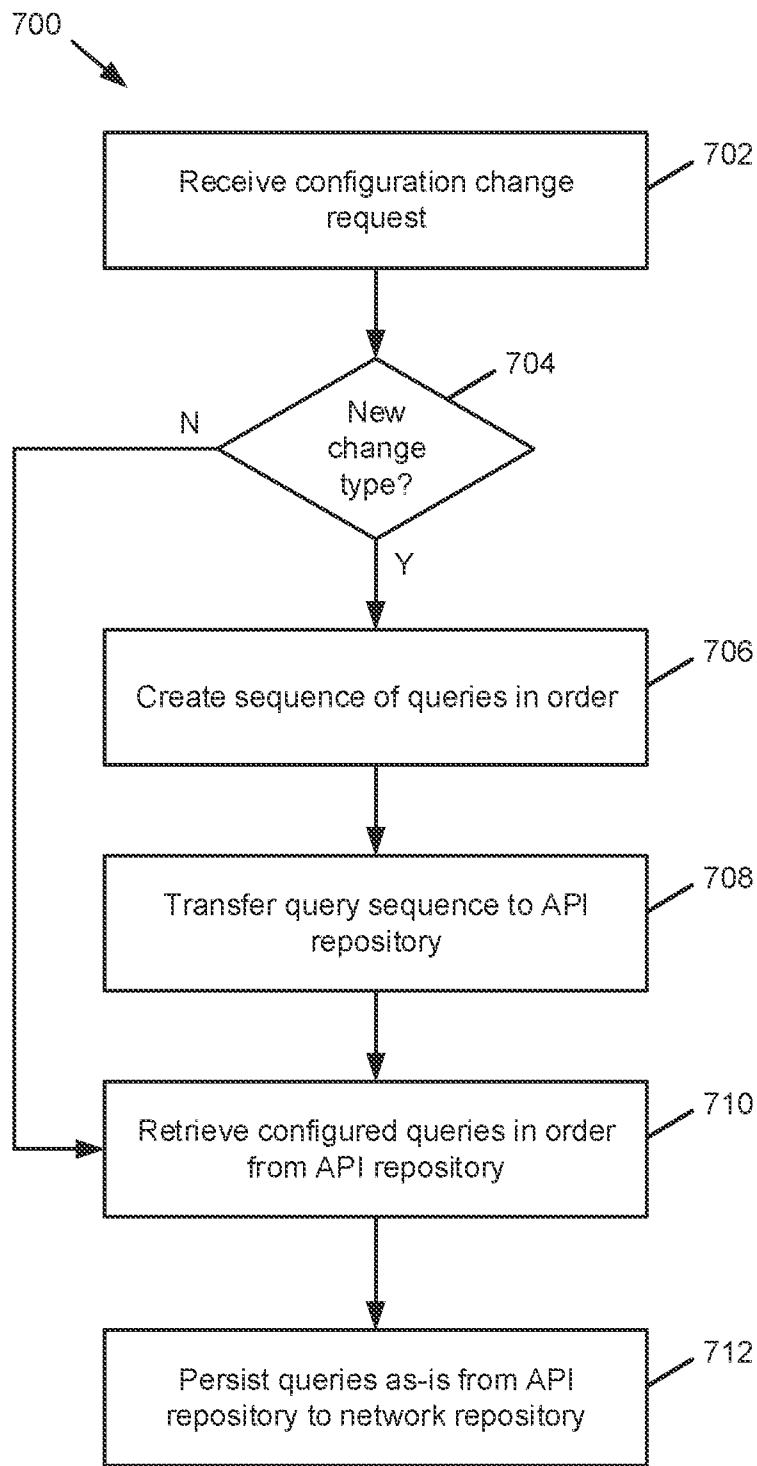 700
Receive configuration change
request
702
New
change
type?
704
N
Y
Create sequence of queries in order
706
Transfer query sequence to API
repository
708
Retrieve configured queries in order
from API repository
710
Persist queries as-is from API
repository to network repository
712